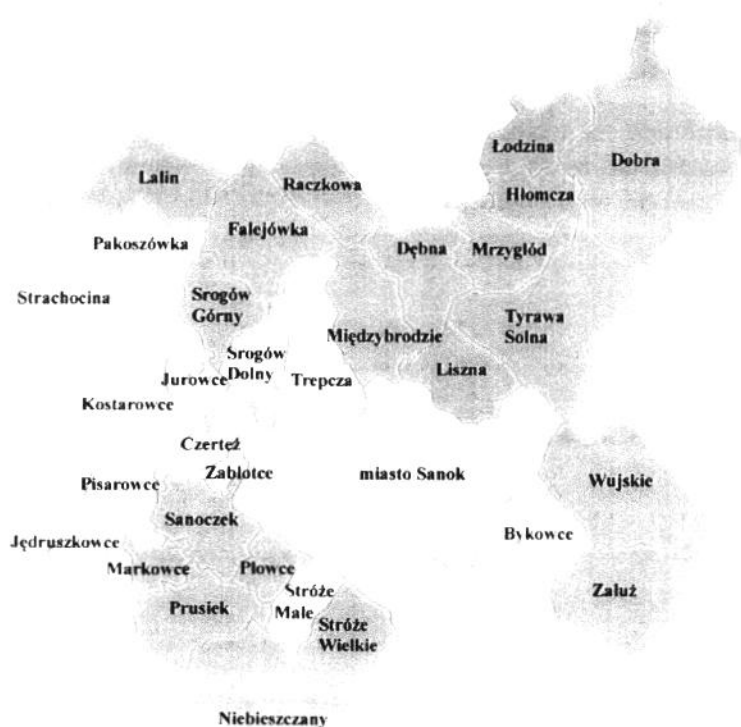 Łodzina
Dobra
Lalin
Raczkowa
Hłomcza
Falejówka
Pakoszówka
Dębna
Mrzygłód
Strachocina
Srogów
Górny
Tyrawa
Solna
Międzybrodzie
Srogów
Dolny
Liszna
Jurowce
Trepcza
Kostarowce
Czerteż
Zabłotce
miasto Sanok
Wujskie
Pisarowce
Sanoczek
Bykowce
Jędruszkowce
Markowce
Płowce
Stróże
Małe
Załuż
Prusiek
Stróże
Wielkie
Niebieszczany